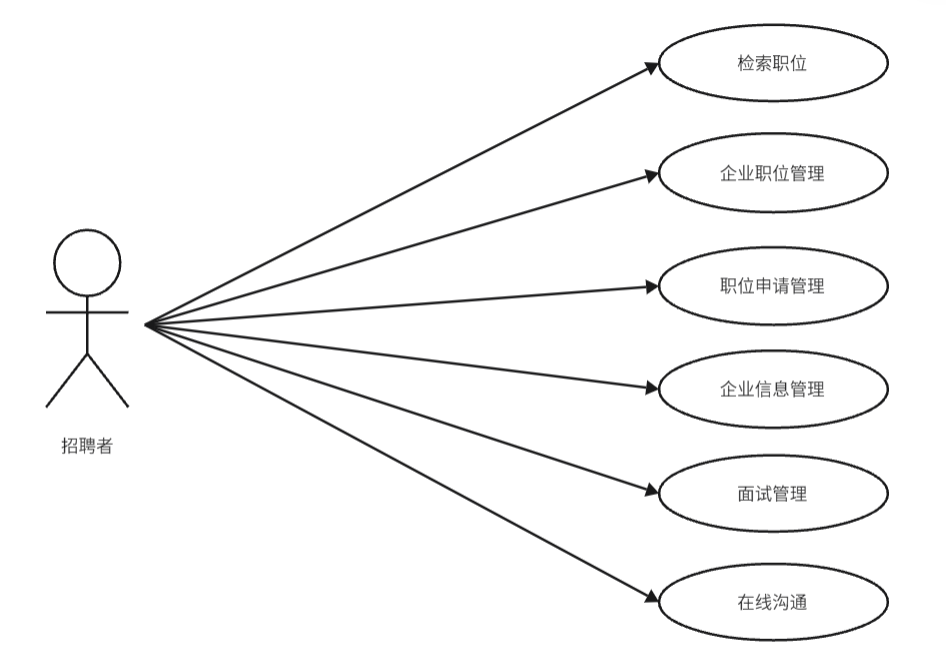 检索职位
企业职位管理
职位申请管理
企业信息管理
招聘者
面试管理
在线沟通